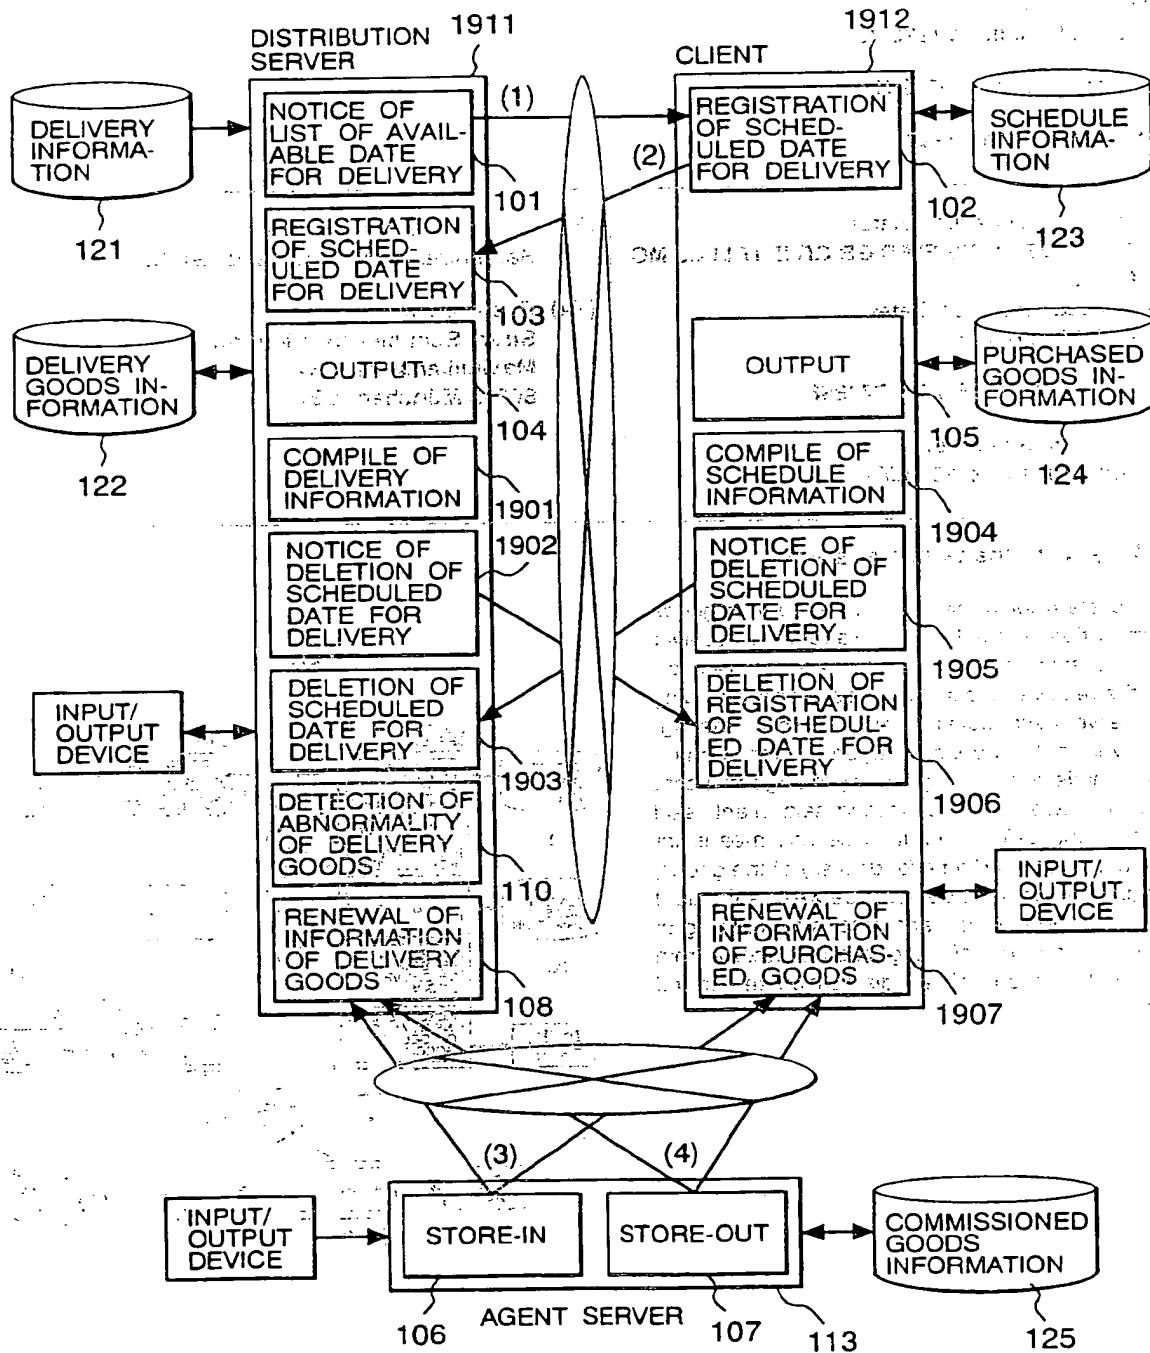 DISTRIBUTION
SERVER
1911
CLIENT
1912
DELIVERY
INFORMA-
TION
121
NOTICE OF
LIST OF AVAIL-
ABLE DATE
FOR DELIVERY
101
(1)
(2)
REGISTRATION
OF SCHED-
ULED DATE
FOR DELIVERY
102
SCHEDULE
INFORMA-
TION
123
REGISTRATION
OF SCHED-
ULED DATE
FOR DELIVERY
103
DELIVERY
GOODS IN-
FORMATION
122
OUTPUT
104
OUTPUT
105
PURCHASED
GOODS IN-
FORMATION
124
COMPILE OF
DELIVERY
INFORMATION
1901
COMPILE OF
SCHEDULE
INFORMATION
1904
NOTICE OF
DELETION OF
SCHEDULED
DATE FOR
DELIVERY
1902
NOTICE OF
DELETION OF
SCHEDULED
DATE FOR
DELIVERY
1905
INPUT/
OUTPUT
DEVICE
DELETION OF
SCHEDULED
DATE FOR
DELIVERY
1903
DELETION OF
REGISTRATION
OF SCHEDUL-
ED DATE FOR
DELIVERY
1906
DETECTION OF
ABNORMALITY
OF DELIVERY
GOODS
110
INPUT/
OUTPUT
DEVICE
RENEWAL OF
INFORMATION
OF DELIVERY
GOODS
108
RENEWAL OF
INFORMATION
OF PURCHAS-
ED GOODS
1907
(3)
(4)
INPUT/
OUTPUT
DEVICE
STORE-IN
106
STORE-OUT
107
AGENT SERVER
113
COMMISSIONED
GOODS
INFORMATION
125